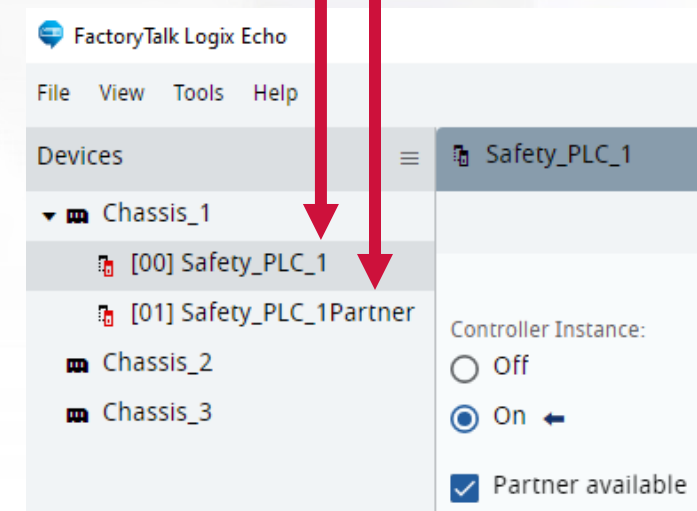 FactoryTalk Logix Echo
File View Tools Help
Devices
Safety_PLC_1
Chassis_1
[00] Safety_PLC_1
[01] Safety_PLC_1Partner
Chassis_2
Chassis_3
Controller Instance:
Off
On
Partner available